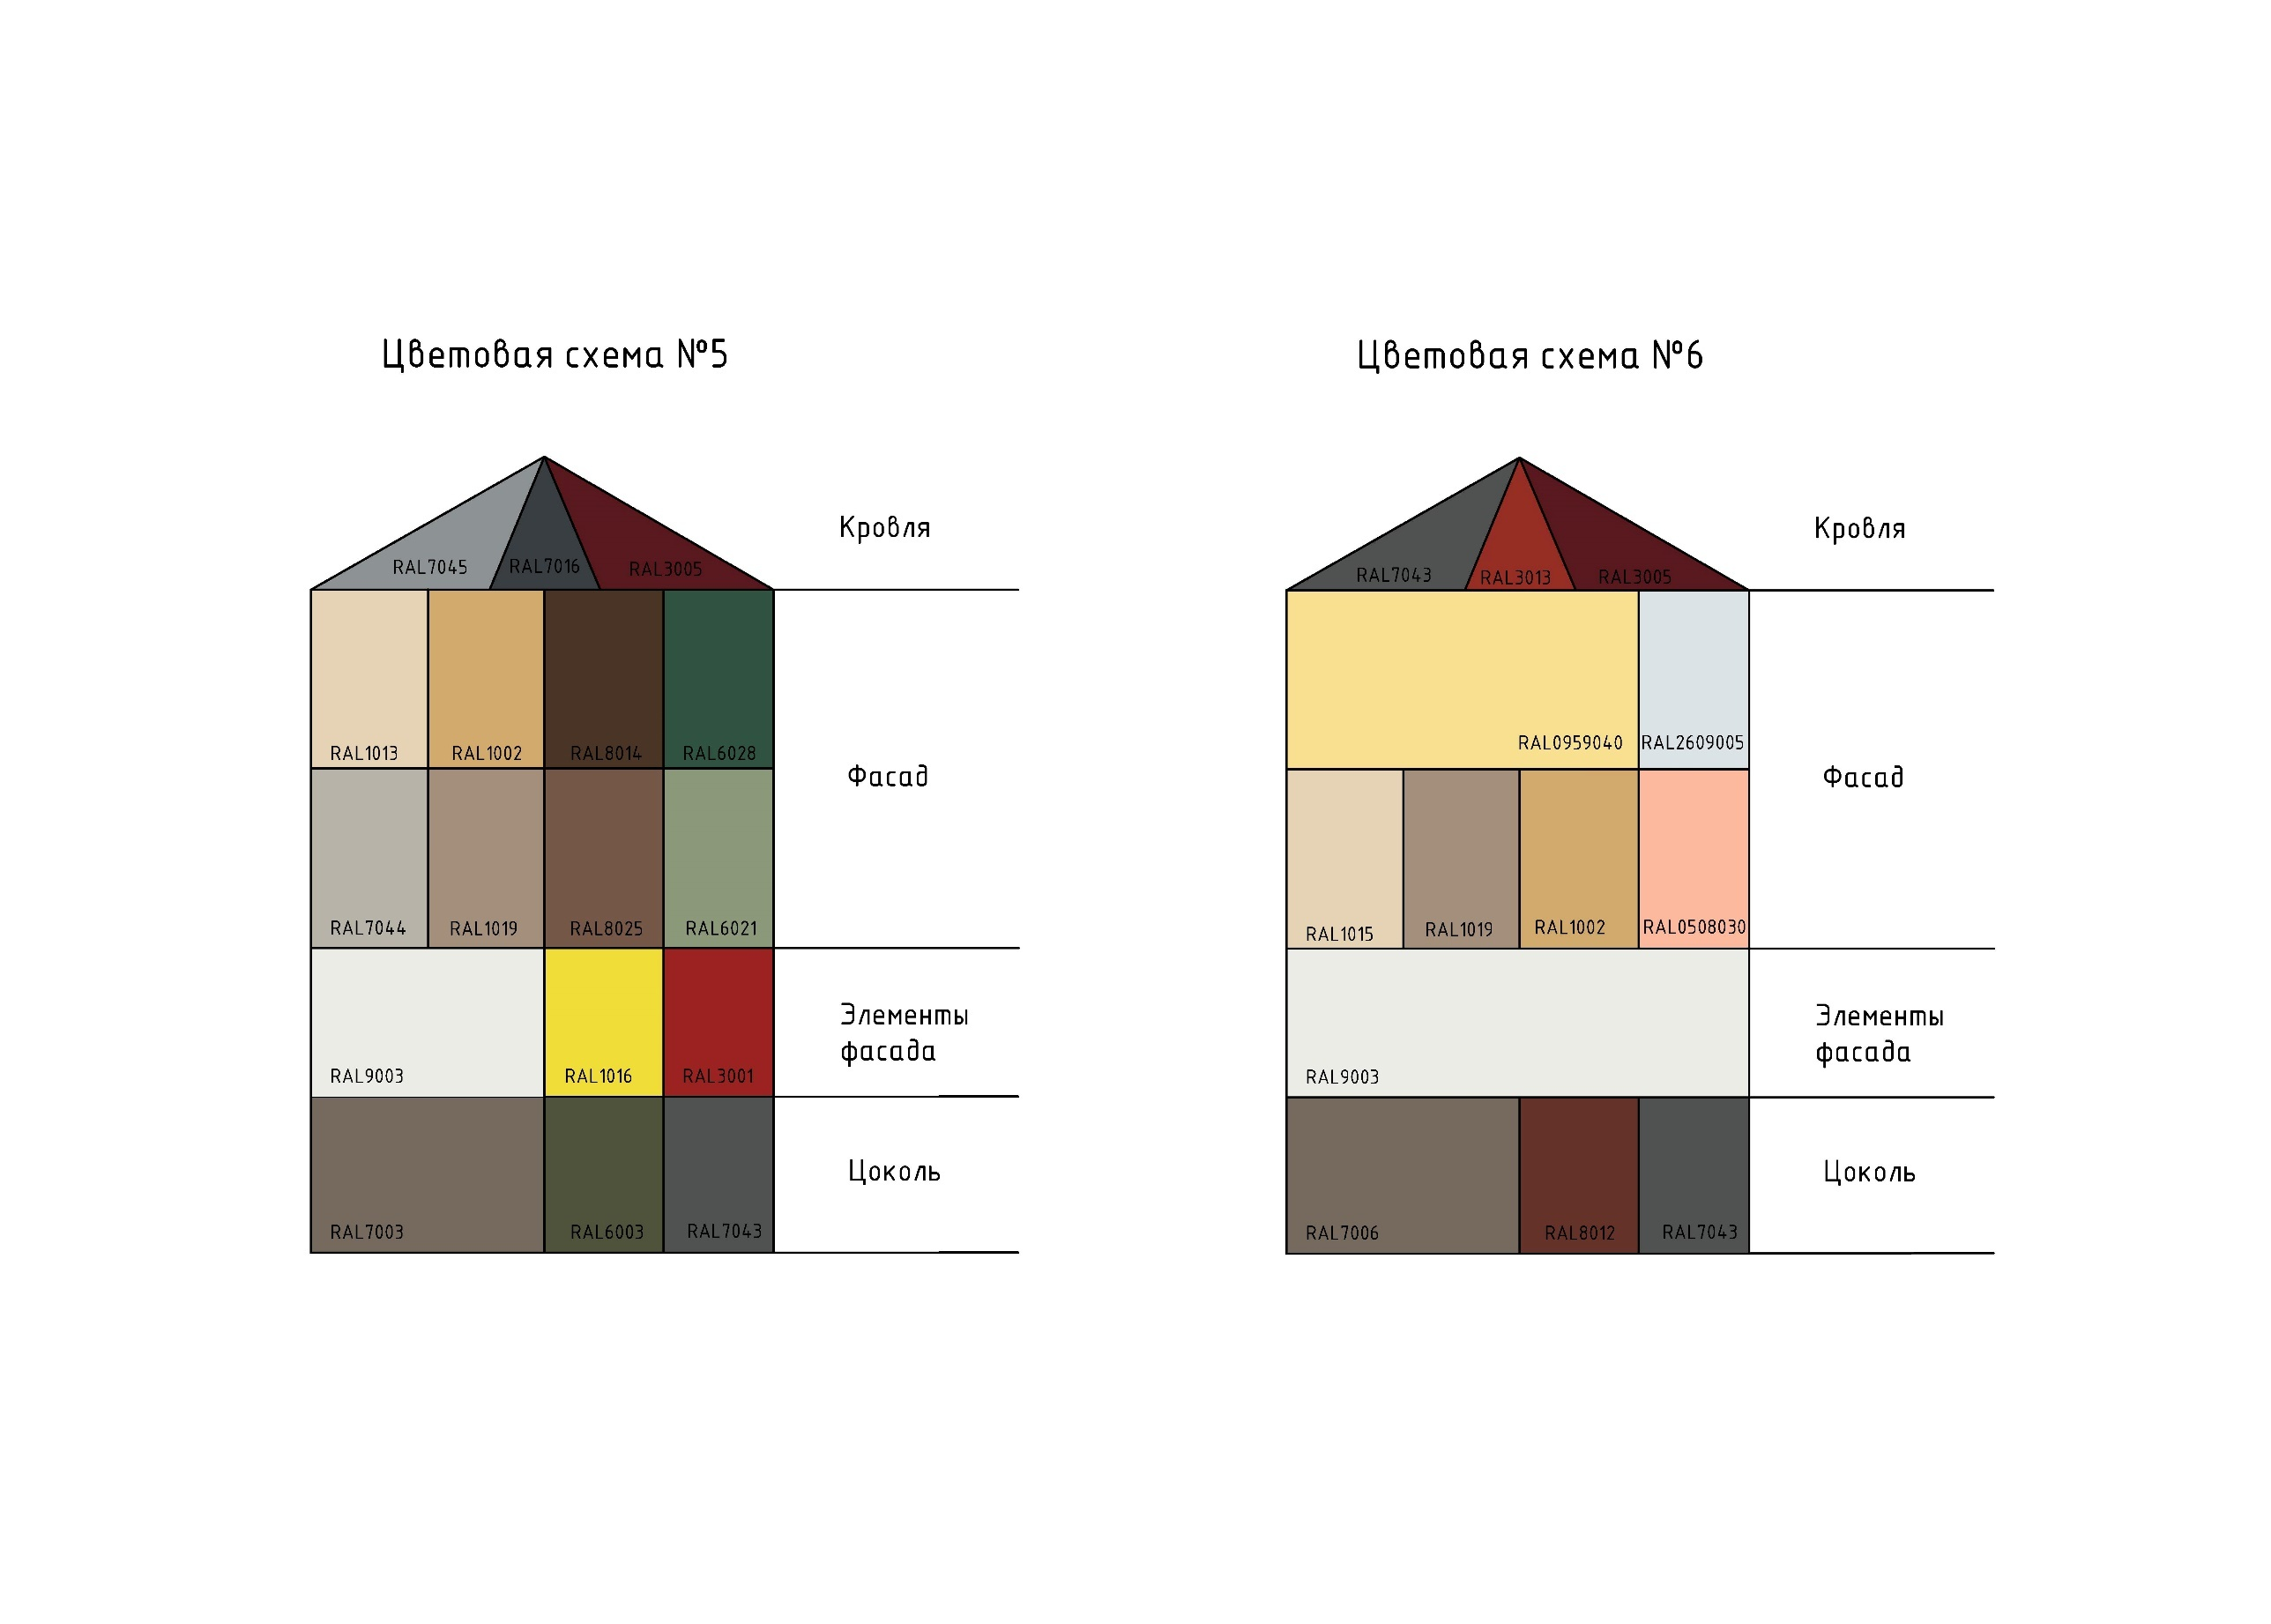 Цветовая схема №5
Кровля
RAL7045
RAL7016
RAL3005
RAL1013
RAL1002
RAL8014
RAL6028
Фасад
RAL7044
RAL1019
RAL8025
RAL6021
Элементы
фасада
RAL9003
RAL1016
RAL3001
Цоколь
RAL7003
RAL6003
RAL7043
Цветовая схема №6
Кровля
RAL7043
RAL3013
RAL3005
RAL0959040
RAL2609005
Фасад
RAL1015
RAL1019
RAL1002
RAL0508030
Элементы
фасада
RAL9003
Цоколь
RAL7006
RAL8012
RAL7043